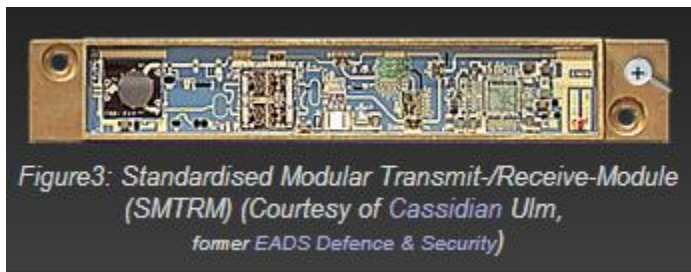 Figure3: Standardised Modular Transmit-/Receive-Module
(SMTRM) (Courtesy of Cassidian Ulm,
former EADS Defence & Security)